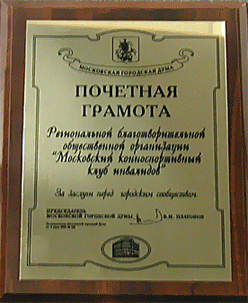 МОСКОВСКАЯ ГОРОДСКАЯ ДУМА
ПОЧЕТНАЯ
ГРАМОТА
Региональной благотворительной
общественной организации
"Московский конноспортивный
клуб инвалидов"
За заслуги перед городским сообществом.
ПРЕДСЕДАТЕЛЬ
МОСКОВСКОЙ ГОРОДСКОЙ ДУМЫ В.М. ПЛАТОНОВ